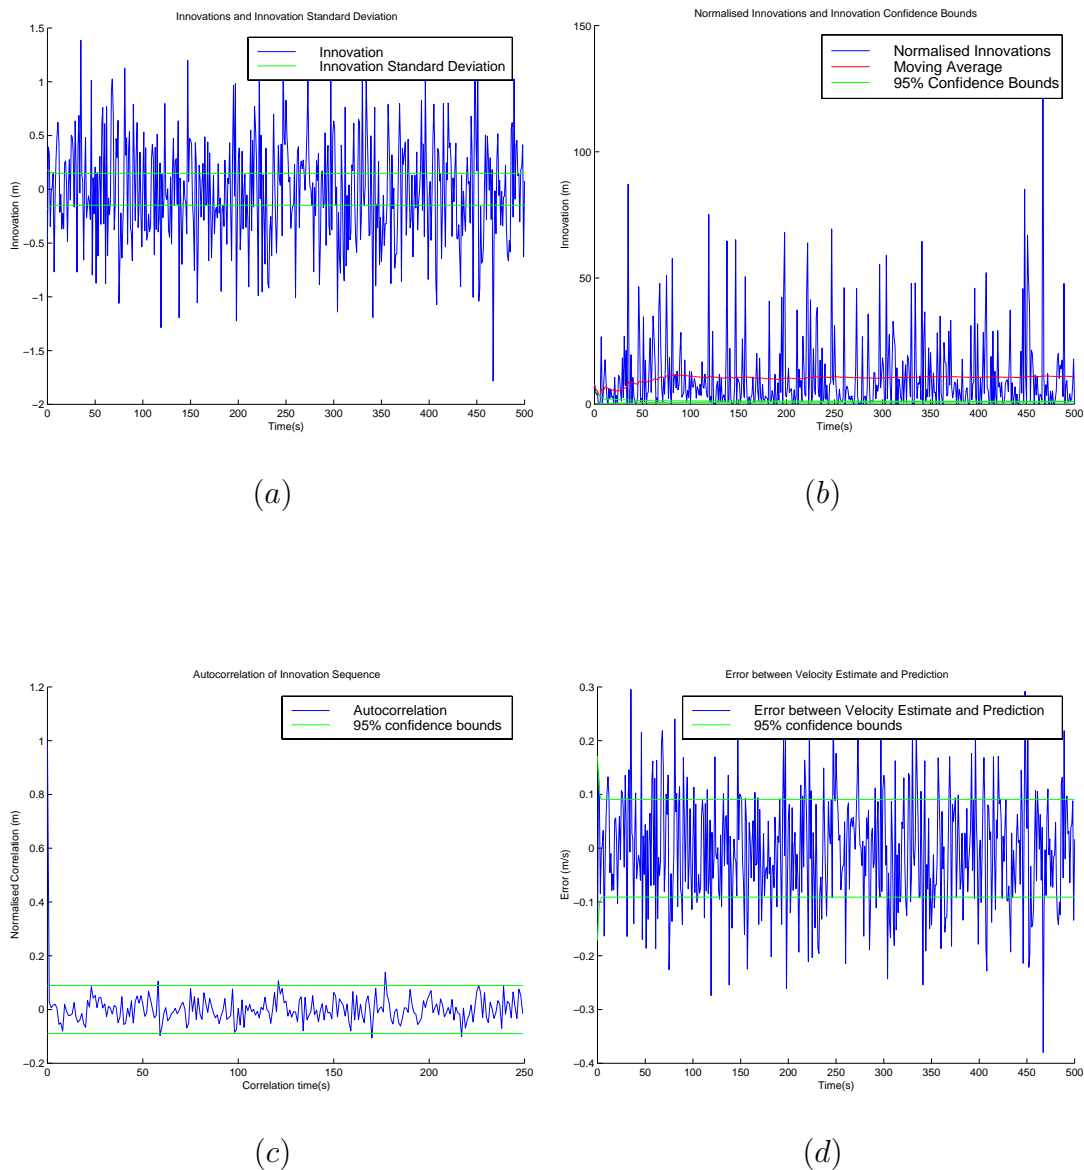 Innovations and Innovation Standard Deviation
1.5
1
0.5
0
−0.5
−1
−1.5
−2
Innovation (m)
Innovation
Innovation Standard Deviation
0 50 100 150 200 250 300 350 400 450 500
Time(s)
(a)
Normalised Innovations and Innovation Confidence Bounds
150
100
50
0
Innovation (m)
Normalised Innovations
Moving Average
95% Confidence Bounds
0 50 100 150 200 250 300 350 400 450 500
Time(s)
(b)
Autocorrelation of Innovation Sequence
1.2
1
0.8
0.6
0.4
0.2
0
−0.2
Normalised Correlation (m)
Autocorrelation
95% confidence bounds
0 50 100 150 200 250
Correlation time(s)
(c)
Error between Velocity Estimate and Prediction
0.3
0.2
0.1
0
−0.1
−0.2
−0.3
−0.4
Error (m/s)
Error between Velocity Estimate and Prediction
95% confidence bounds
0 50 100 150 200 250 300 350 400 450 500
Time(s)
(d)